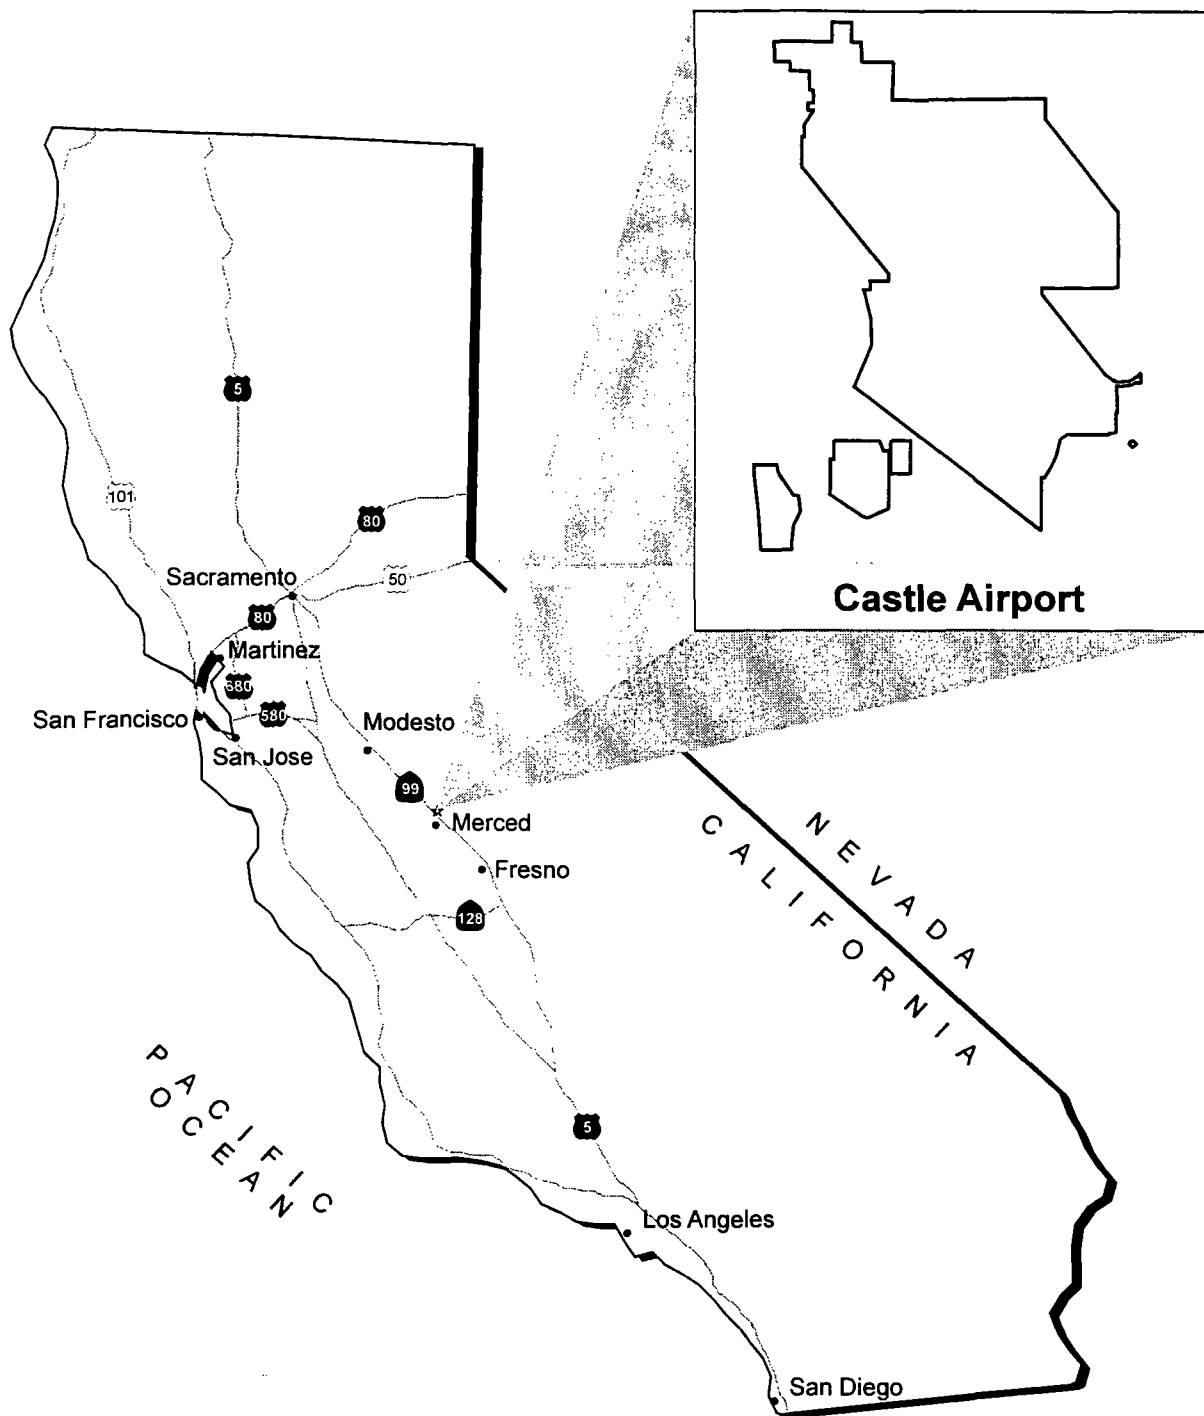 Castle Airport
5
101
80
Sacramento
50
80
Martinez
680
San Francisco
580
San Jose
Modesto
99
Merced
Fresno
128
NEVADA
CALIFORNIA
PACIFIC
OCEAN
5
Los Angeles
San Diego